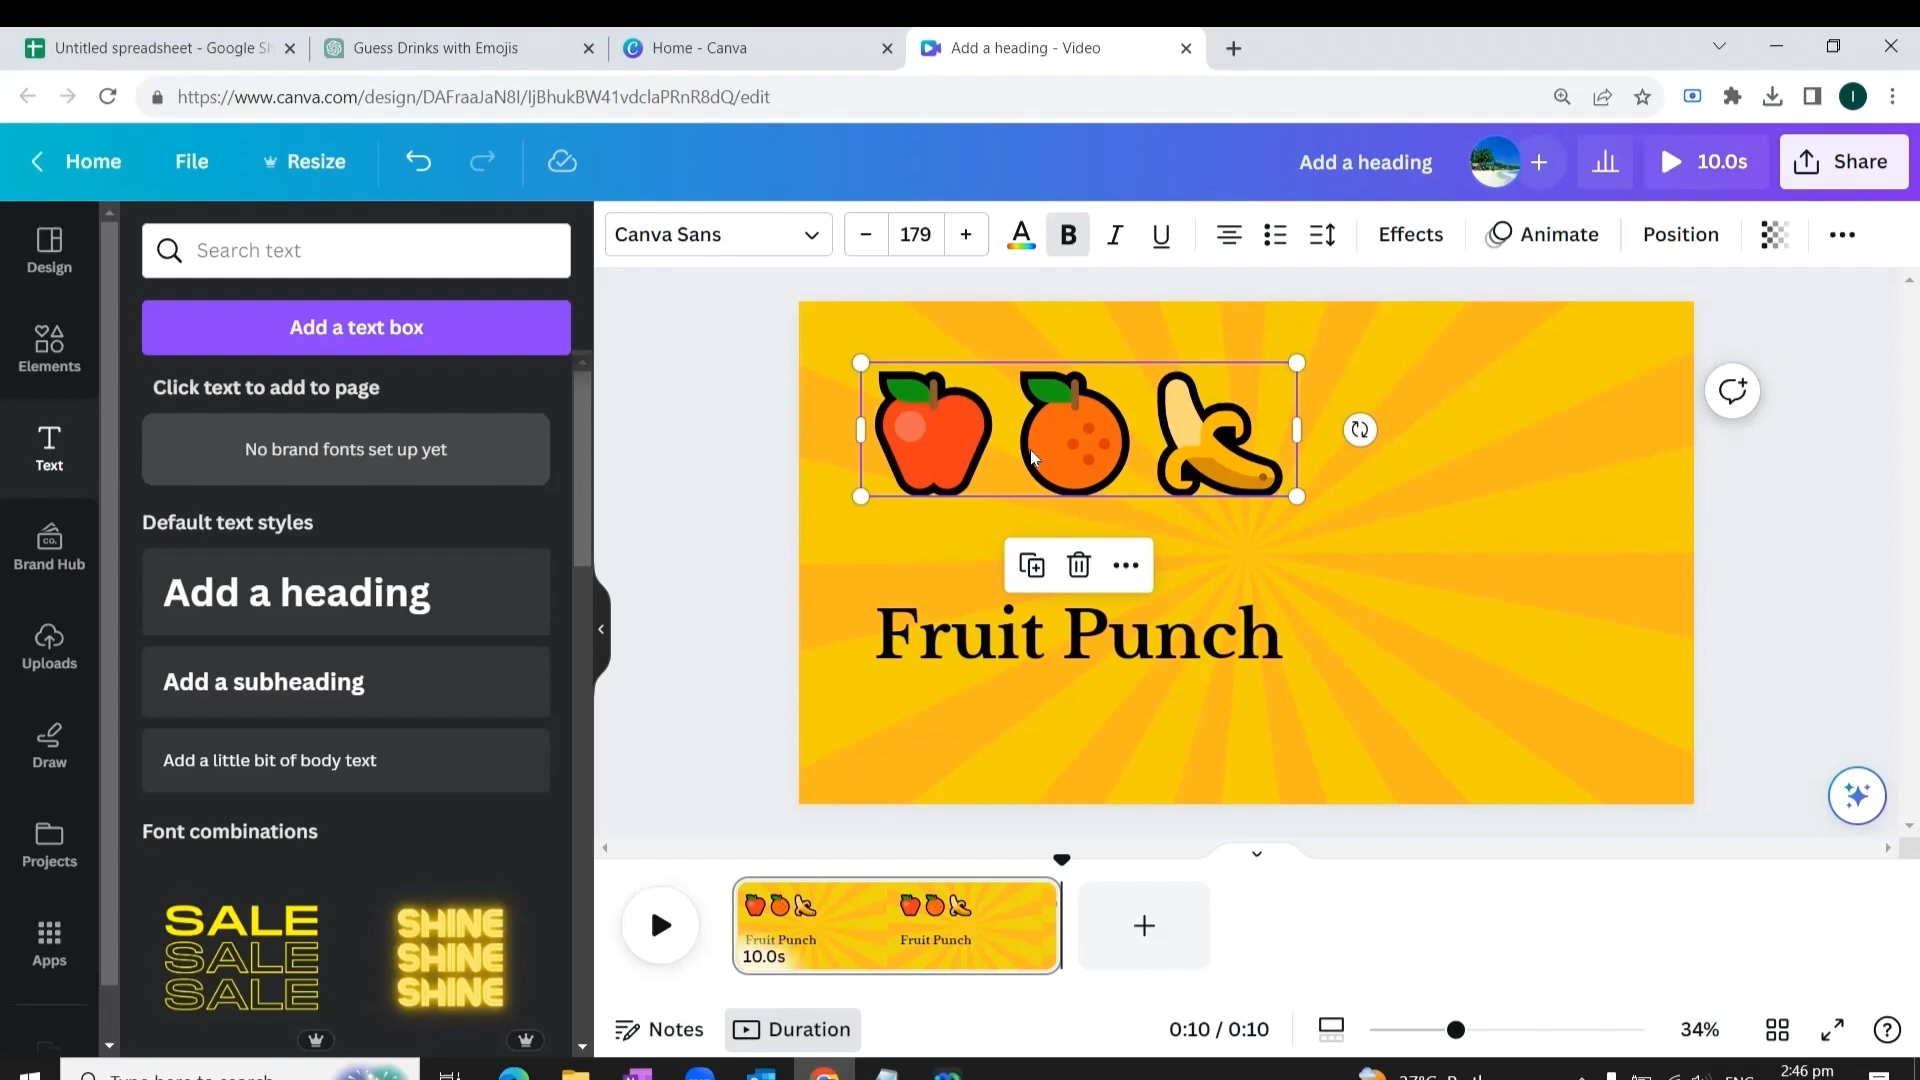 Untitled spreadsheet - Google Sh
Guess Drinks with Emojis
Home - Canva
Add a heading - Video
https://www.canva.com/design/DAFraaJaN8I/IjBhukBW41vdclaPRnR8dQ/edit
I
Home
File
Resize
Add a heading
10.0s
Share
Design
Elements
Text
Brand Hub
Uploads
Draw
Projects
Apps
CO.
Search text
Add a text box
Click text to add to page
No brand fonts set up yet
Default text styles
Add a heading
Add a subheading
Add a little bit of body text
Font combinations
SALE
SALE
SALE
SHINE
SHINE
SHINE
Canva Sans
179
A
B
I
U
Effects
Animate
Position
Fruit Punch
Fruit Punch
Fruit Punch
10.0s
Notes
Duration
0:10 / 0:10
34%
2:46 pm